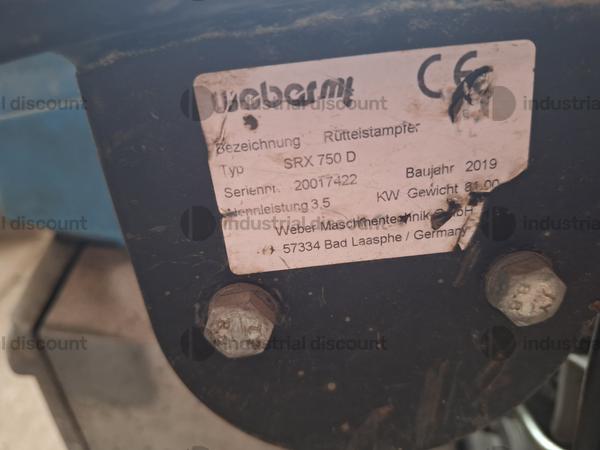 webermt
CE
Bezeichnung Rüttelstampfer
Typ SRX 750 D
Seriennr. 20017422 Baujahr 2019
Nennleistung 3,5 KW Gewicht 81.00
Weber Maschinentechnik GmbH
57334 Bad Laasphe / Germany
industrial discount